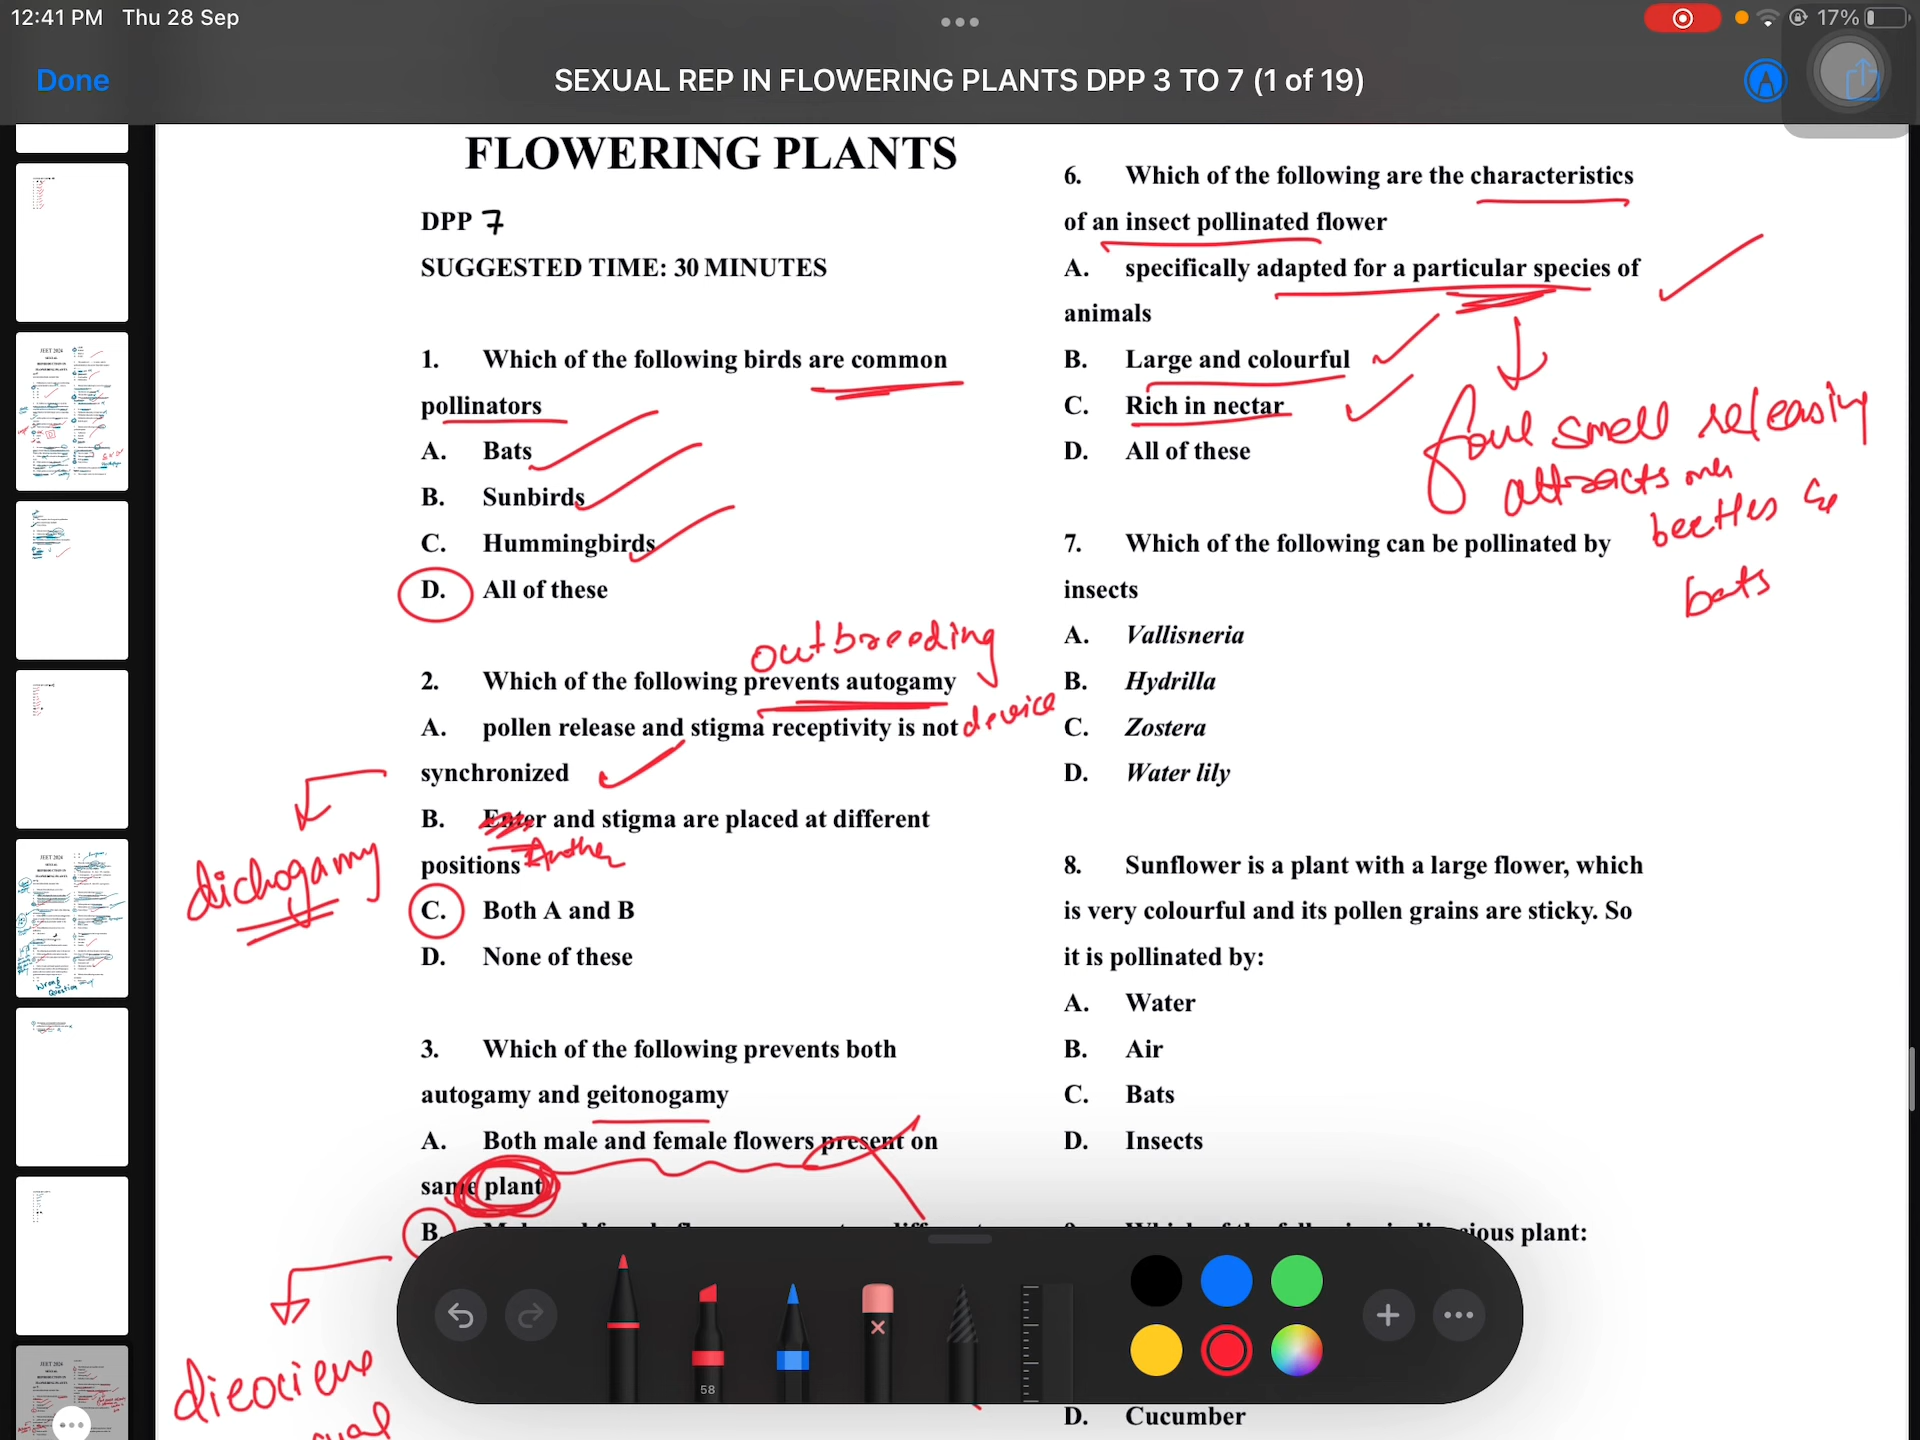 12:41 PM Thu 28 Sep
17%
Done
SEXUAL REP IN FLOWERING PLANTS DPP 3 TO 7 (1 of 19)
FLOWERING PLANTS
DPP 7
SUGGESTED TIME: 30 MINUTES
1. Which of the following birds are common
pollinators
A. Bats
B. Sunbirds
C. Hummingbirds
D. All of these
outbreeding
2. Which of the following prevents autogamy
A. pollen release and stigma receptivity is not device
synchronized
dichogamy
B. Enter and stigma are placed at different
positions Anther
C. Both A and B
D. None of these
3. Which of the following prevents both
autogamy and geitonogamy
A. Both male and female flowers present on
same plant
B.
dieociene
6. Which of the following are the characteristics
of an insect pollinated flower
A. specifically adapted for a particular species of
animals
B. Large and colourful
C. Rich in nectar
D. All of these
foul smell releasing
attracts only
beetles &
bats
7. Which of the following can be pollinated by
insects
A. Vallisneria
B. Hydrilla
C. Zostera
D. Water lily
8. Sunflower is a plant with a large flower, which
is very colourful and its pollen grains are sticky. So
it is pollinated by:
A. Water
B. Air
C. Bats
D. Insects
plant:
D. Cucumber
58